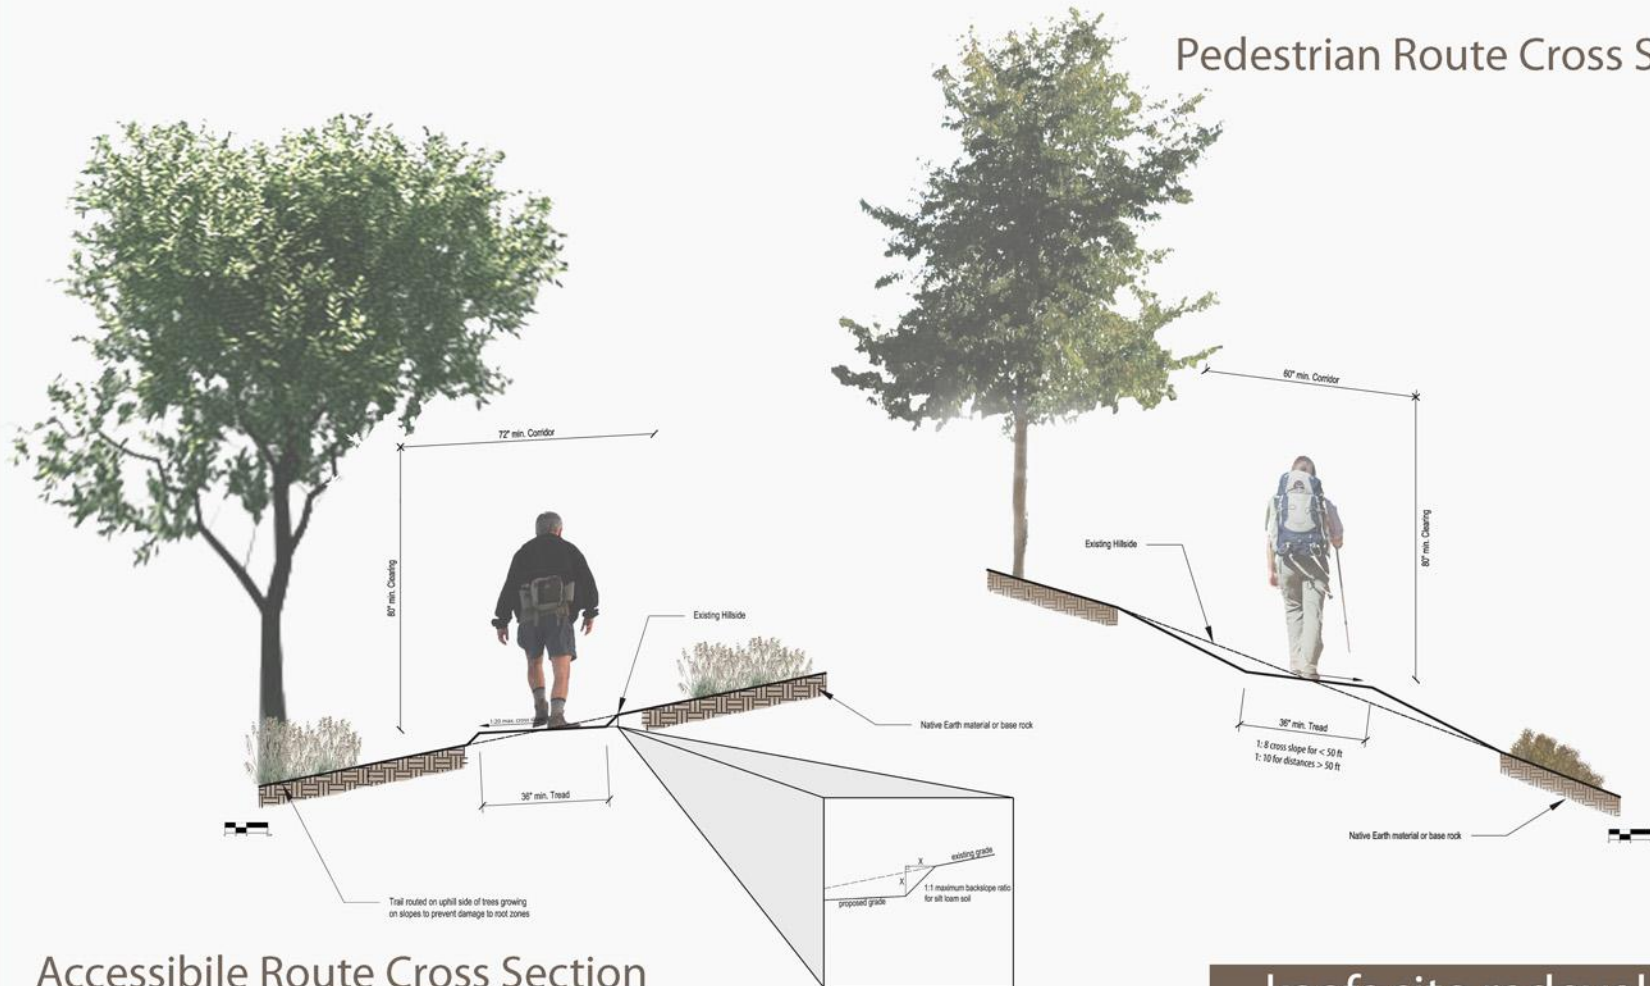 Pedestrian Route Cross S
60" min. Corridor
72" min. Corridor
80" min. Clearing
Existing Hillside
80" min. Clearing
Existing Hillside
1:20 max. cross
Native Earth material or base rock
36" min. Tread
1: 8 cross slope for < 50 ft
1: 10 for distances > 50 ft
36" min. Tread
Native Earth material or base rock
X
existing grade
X
1:1 maximum backslope ratio
for silt loam soil
proposed grade
Trail routed on uphill side of trees growing
on slopes to prevent damage to root zones
Accessibile Route Cross Section